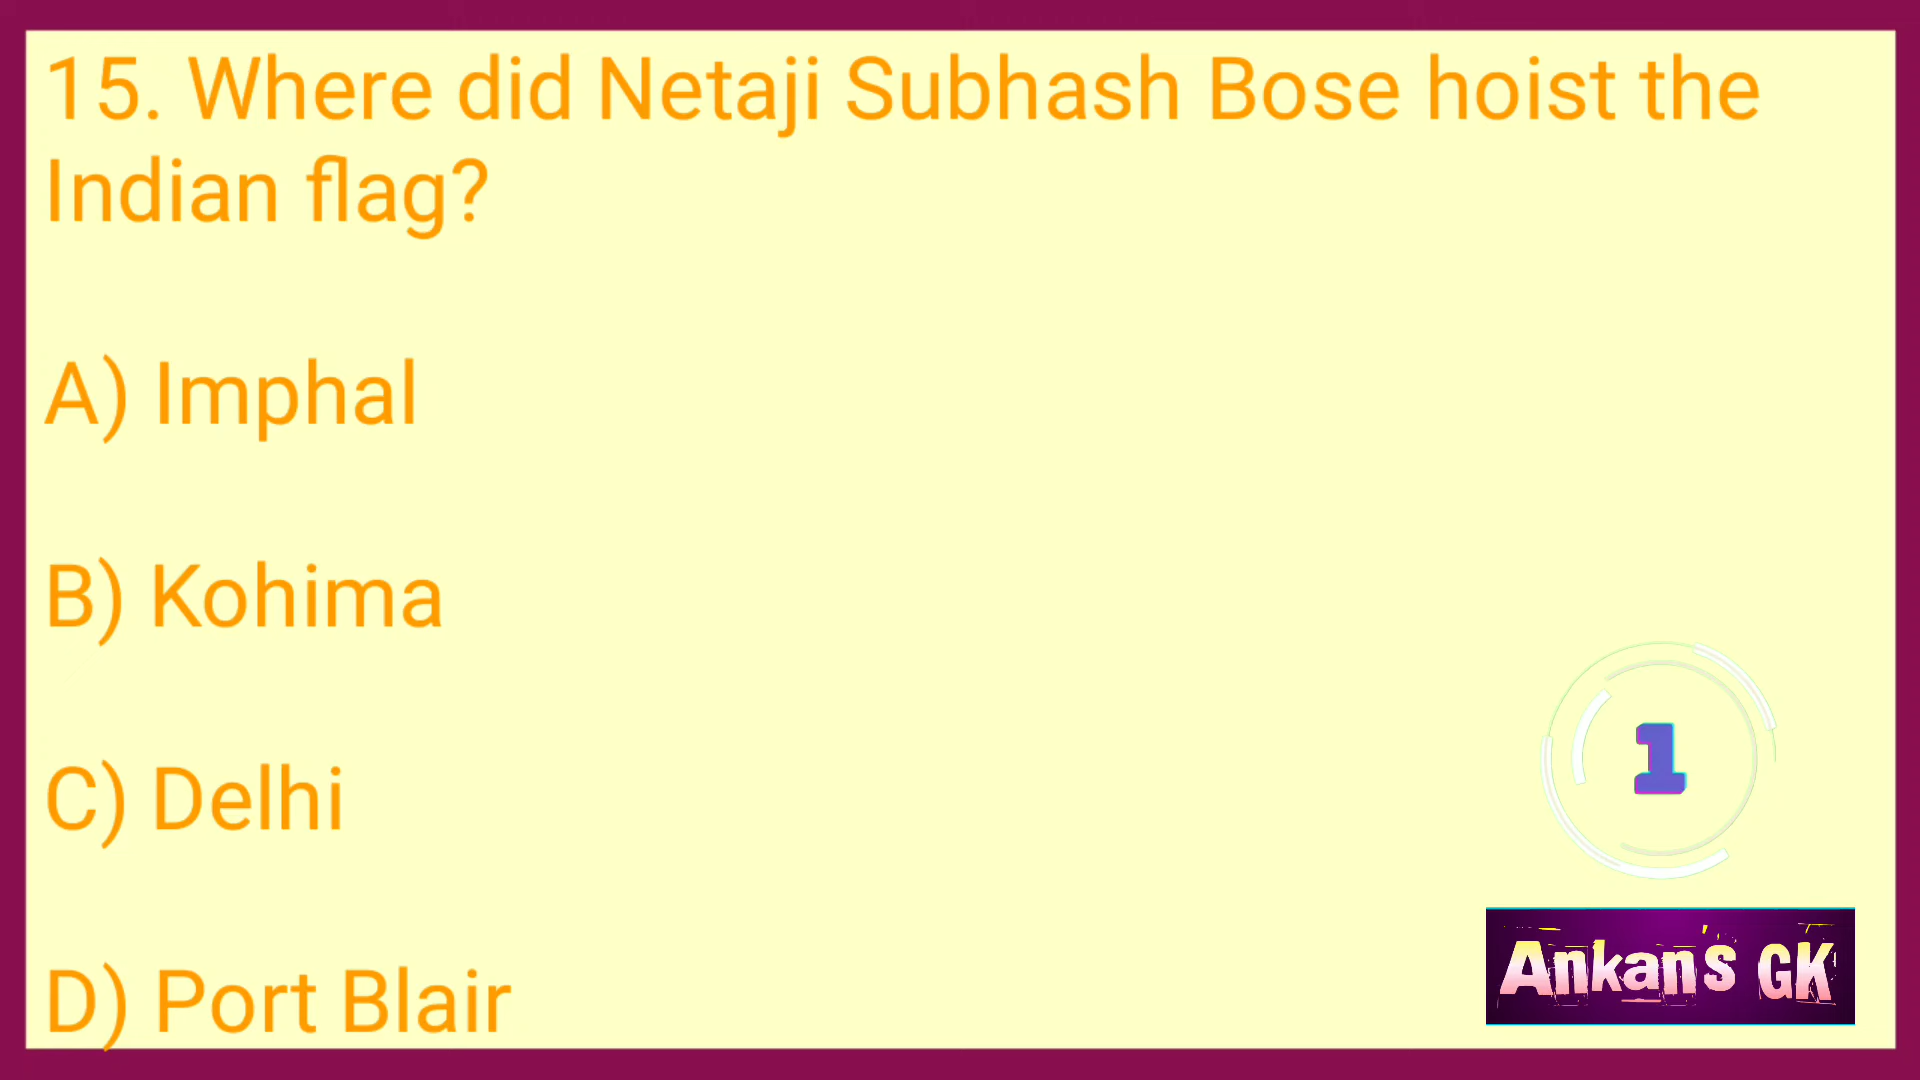 15. Where did Netaji Subhash Bose hoist the
Indian flag?
A) Imphal
B) Kohima
C) Delhi
D) Port Blair
1
Ankan's GK